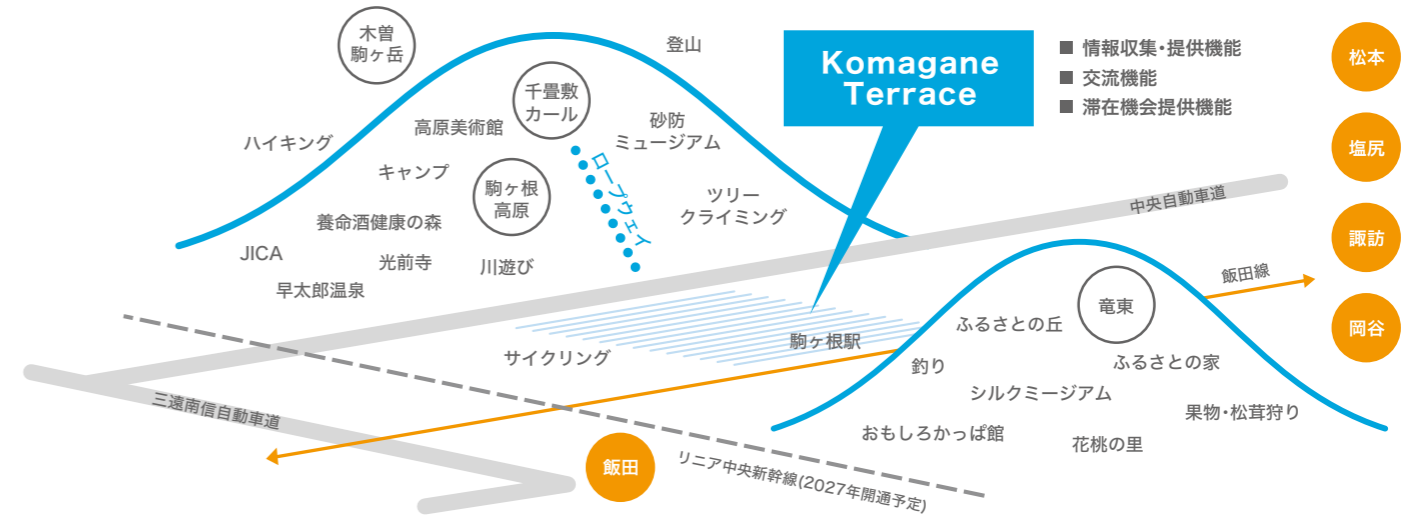 木曽
駒ヶ岳
登山
Komagane
Terrace
■ 情報収集・提供機能
■ 交流機能
■ 滞在機会提供機能
松本
千畳敷
カール
高原美術館
砂防
ミュージアム
ハイキング
塩尻
キャンプ
駒ヶ根
高原
ロープウェイ
ツリー
クライミング
中央自動車道
養命酒健康の森
諏訪
JICA
光前寺
川遊び
早太郎温泉
飯田線
竜東
ふるさとの丘
岡谷
駒ヶ根駅
サイクリング
釣り
ふるさとの家
シルクミージアム
三遠南信自動車道
果物・松茸狩り
おもしろかっぱ館
花桃の里
飯田
リニア中央新幹線(2027年開通予定)